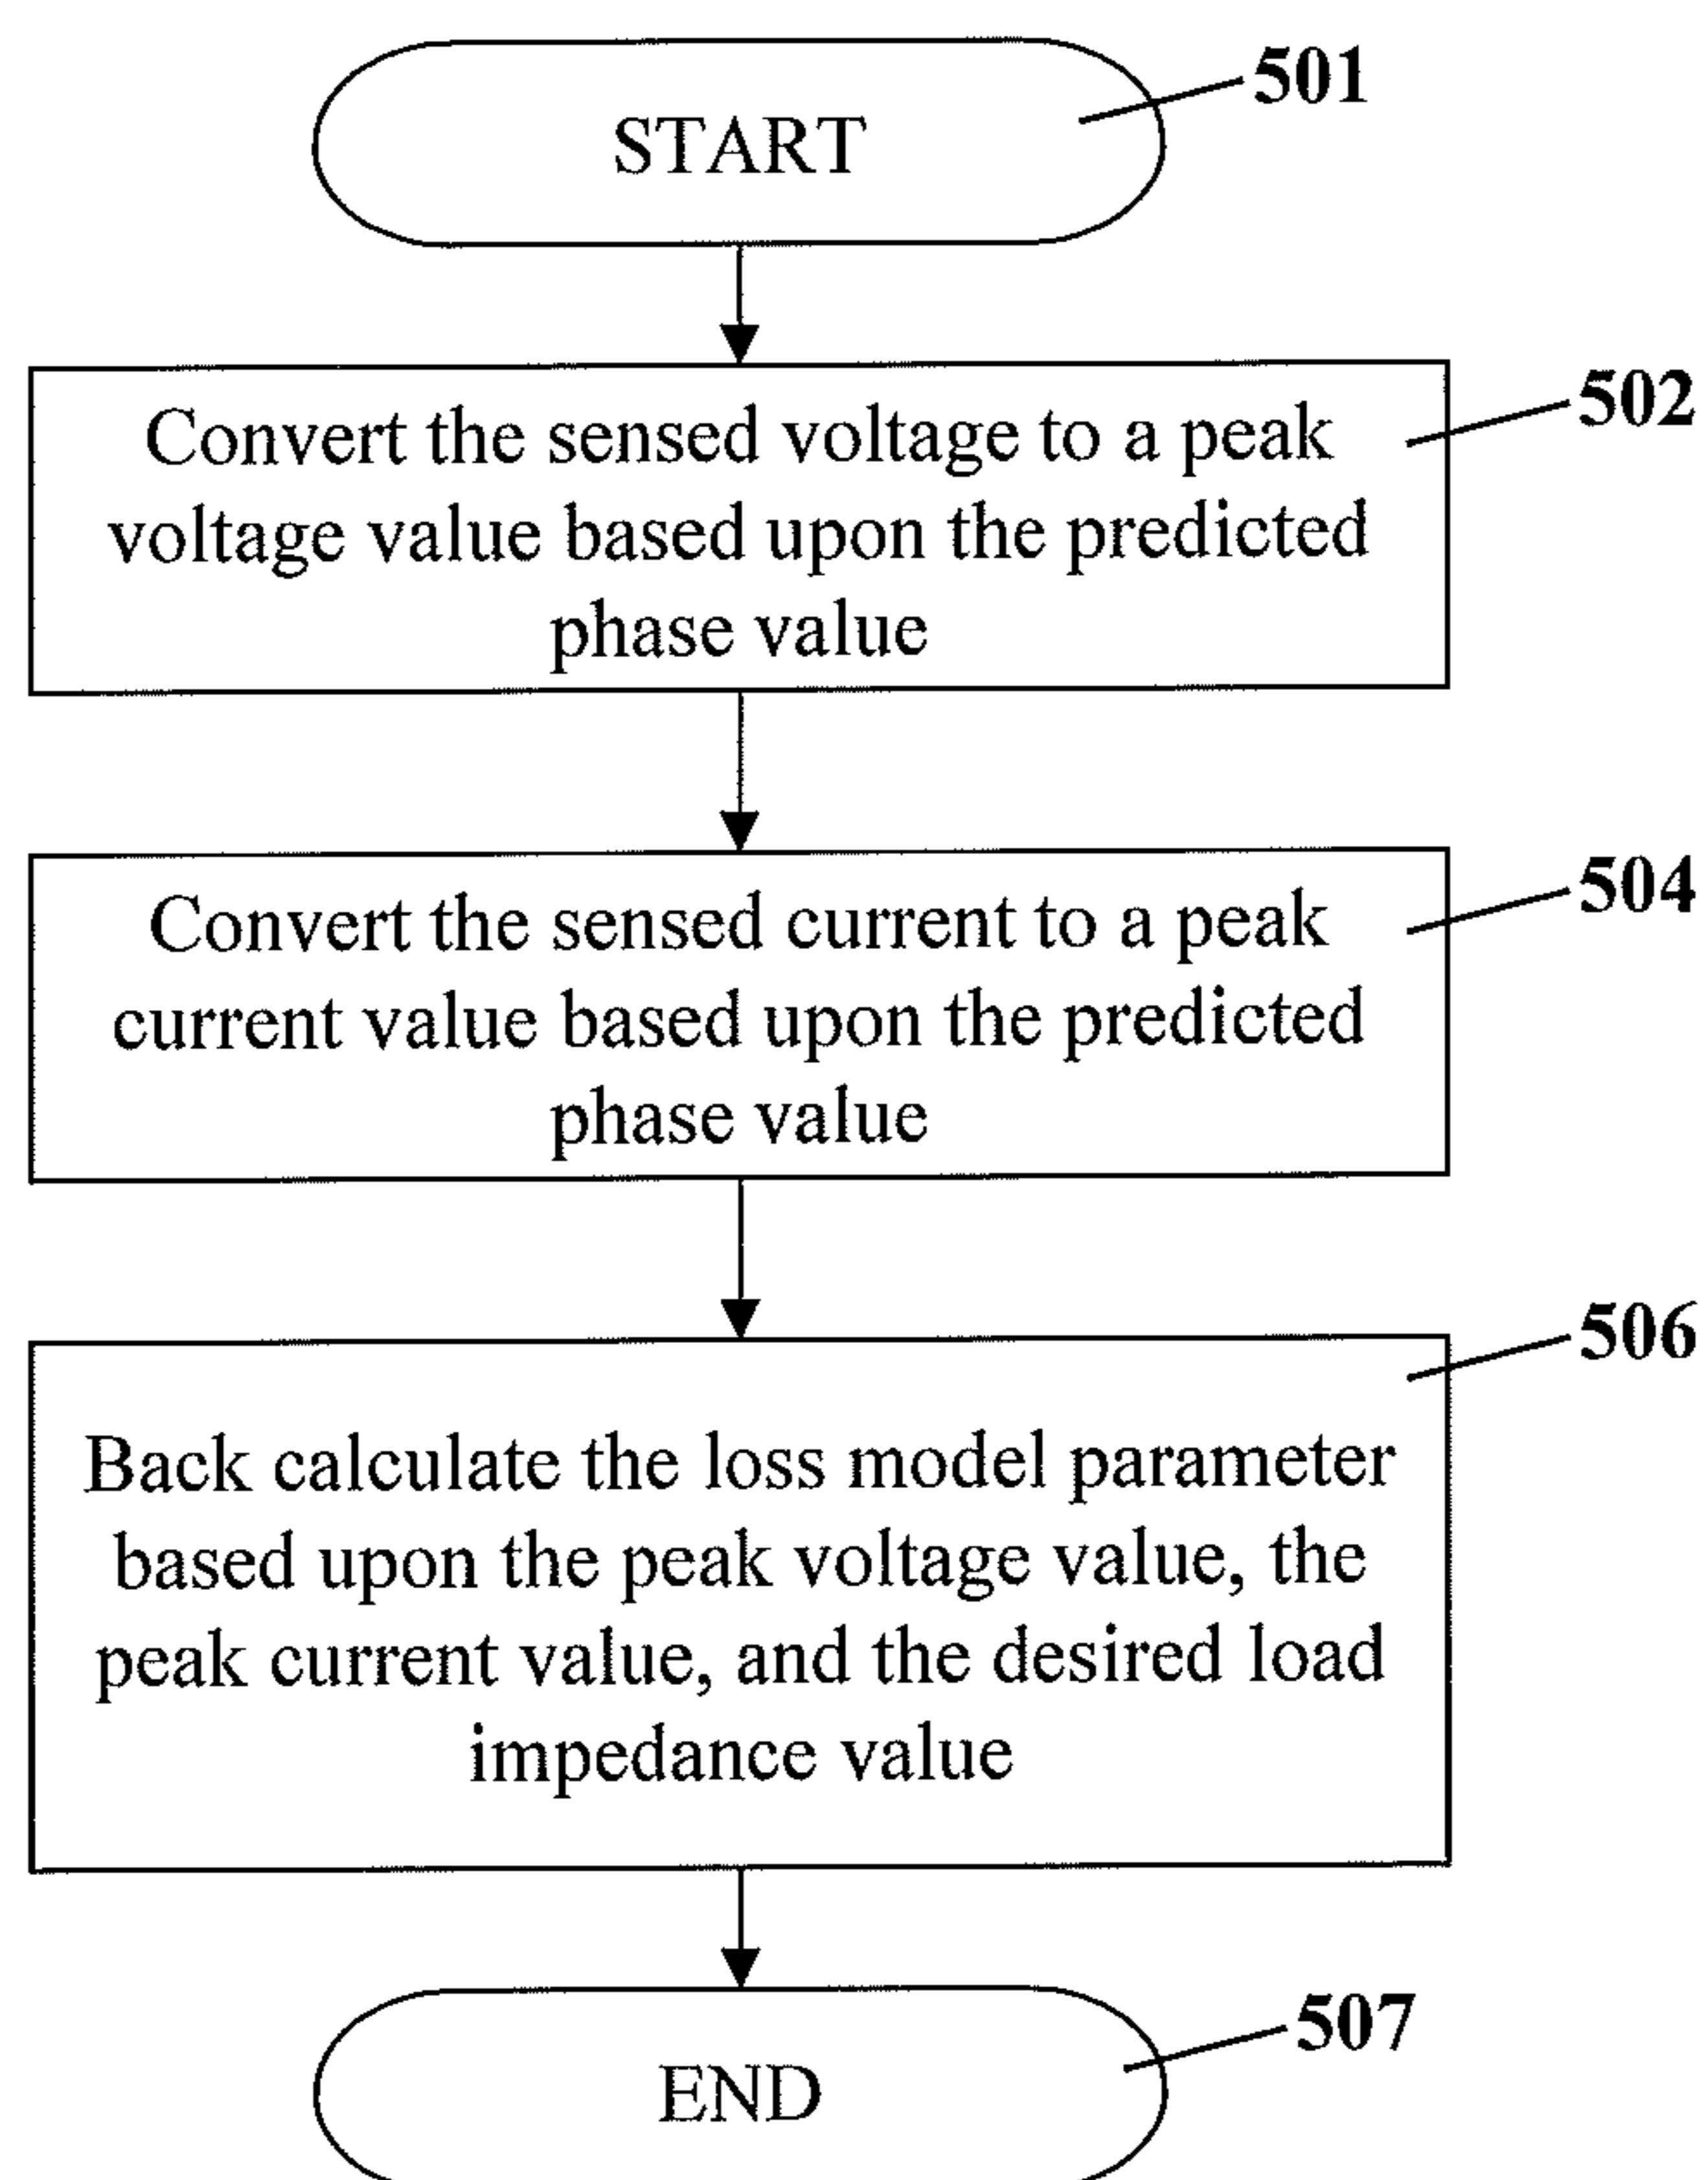 501
START
502
Convert the sensed voltage to a peak
voltage value based upon the predicted
phase value
504
Convert the sensed current to a peak
current value based upon the predicted
phase value
506
Back calculate the loss model parameter
based upon the peak voltage value, the
peak current value, and the desired load
impedance value
507
END